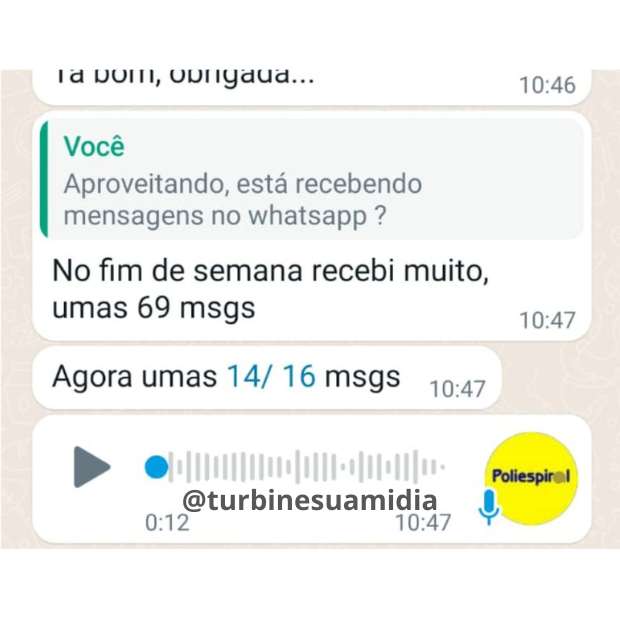 Ta bom, obrigada...
10:46
Você
Aproveitando, está recebendo
mensagens no whatsapp ?
No fim de semana recebi muito,
umas 69 msgs
10:47
Agora umas 14/ 16 msgs
10:47
Poliespiral
@turbinesuamidia
0:12
10:47